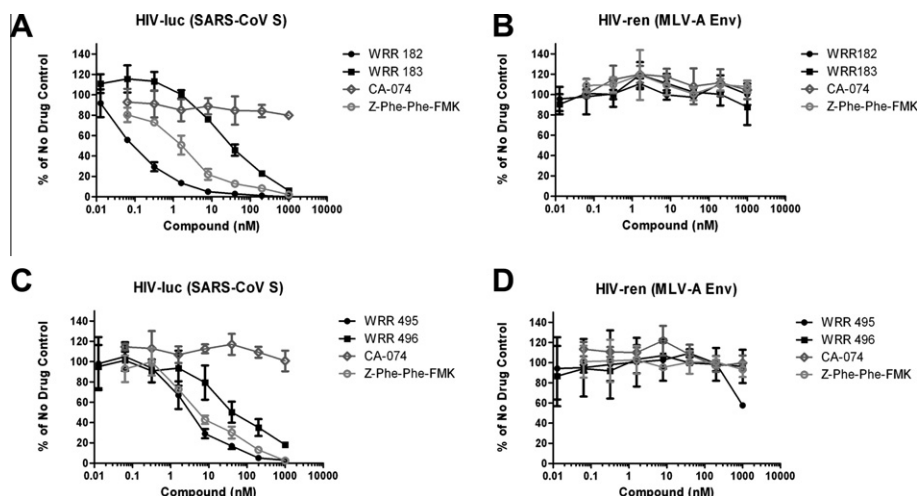 A
HIV-luc (SARS-CoV S)
% of No Drug Control
140
120
100
80
60
40
20
0
0.01 0.1 1 10 100 1000 10000
Compound (nM)
WRR 182
WRR 183
CA-074
Z-Phe-Phe-FMK
B
HIV-ren (MLV-A Env)
% of No Drug Control
140
120
100
80
60
40
20
0
0.01 0.1 1 10 100 1000 10000
Compound (nM)
WRR182
WRR183
CA-074
Z-Phe-Phe-FMK
C
HIV-luc (SARS-CoV S)
% of No Drug Control
140
120
100
80
60
40
20
0
0.01 0.1 1 10 100 1000 10000
Compound (nM)
WRR 495
WRR 496
CA-074
Z-Phe-Phe-FMK
D
HIV-ren (MLV-A Env)
% of No Drug Control
140
120
100
80
60
40
20
0
0.01 0.1 1 10 100 1000 10000
Compound (nM)
WRR 495
WRR 496
CA-074
Z-Phe-Phe-FMK